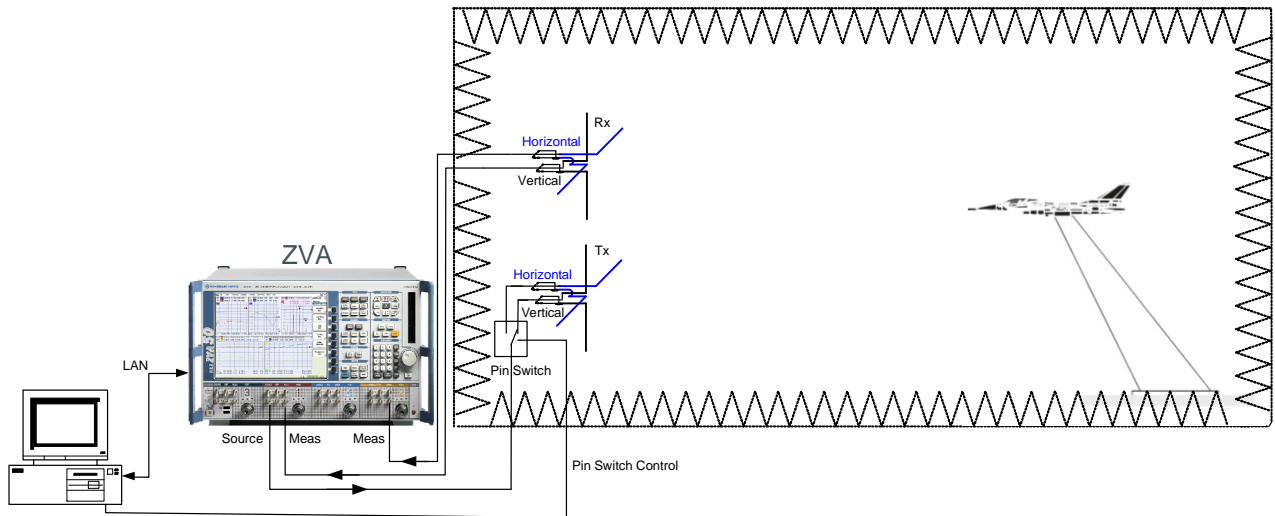 Rx
Horizontal
Vertical
Tx
Horizontal
Vertical
Pin Switch
ZVA
LAN
Source
Meas
Meas
Pin Switch Control